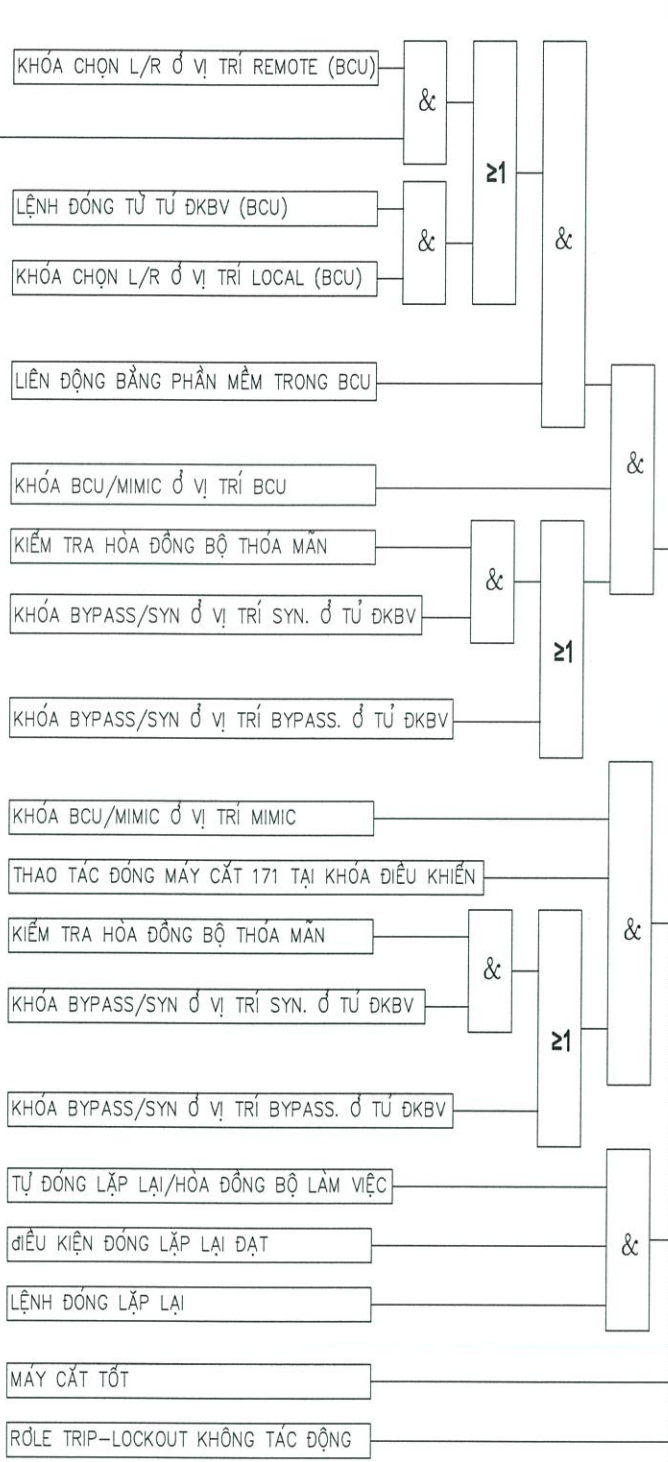 KHÓA CHỌN L/R Ở VỊ TRÍ REMOTE (BCU)
&
≥1
LỆNH ĐÓNG TỪ TỦ ĐKBV (BCU)
&
&
KHÓA CHỌN L/R Ở VỊ TRÍ LOCAL (BCU)
LIÊN ĐỘNG BẰNG PHẦN MỀM TRONG BCU
&
KHÓA BCU/MIMIC Ở VỊ TRÍ BCU
KIỂM TRA HÒA ĐỒNG BỘ THỎA MÃN
&
KHÓA BYPASS/SYN Ở VỊ TRÍ SYN. Ở TỦ ĐKBV
≥1
KHÓA BYPASS/SYN Ở VỊ TRÍ BYPASS. Ở TỦ ĐKBV
KHÓA BCU/MIMIC Ở VỊ TRÍ MIMIC
THAO TÁC ĐÓNG MÁY CẮT 171 TẠI KHÓA ĐIỀU KHIỂN
KIỂM TRA HÒA ĐỒNG BỘ THỎA MÃN
&
&
KHÓA BYPASS/SYN Ở VỊ TRÍ SYN. Ở TỦ ĐKBV
≥1
KHÓA BYPASS/SYN Ở VỊ TRÍ BYPASS. Ở TỦ ĐKBV
TỰ ĐÓNG LẶP LẠI/HÒA ĐỒNG BỘ LÀM VIỆC
đIỀU KIỆN ĐÓNG LẶP LẠI ĐẠT
&
LỆNH ĐÓNG LẶP LẠI
MÁY CẮT TỐT
RƠLE TRIP-LOCKOUT KHÔNG TÁC ĐỘNG